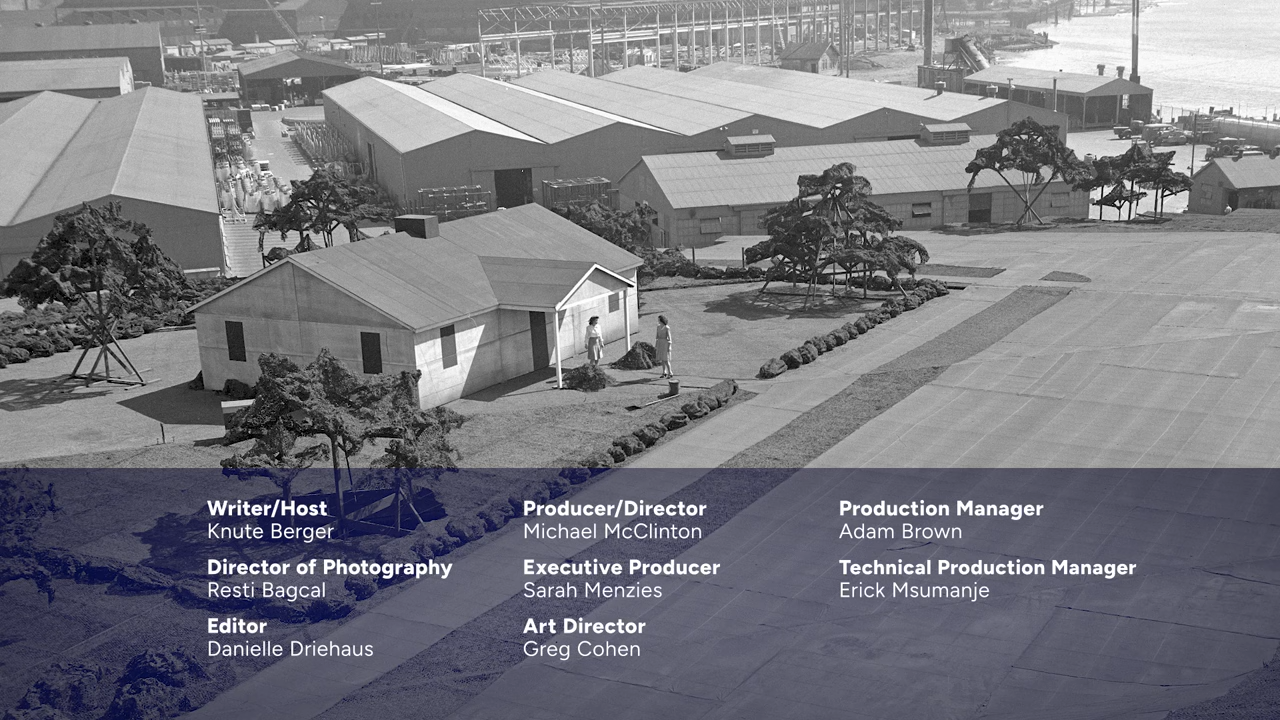 Writer/Host
Knute Berger
Director of Photography
Resti Bagcal
Editor
Danielle Driehaus
Producer/Director
Michael McClinton
Executive Producer
Sarah Menzies
Art Director
Greg Cohen
Production Manager
Adam Brown
Technical Production Manager
Erick Msumanje